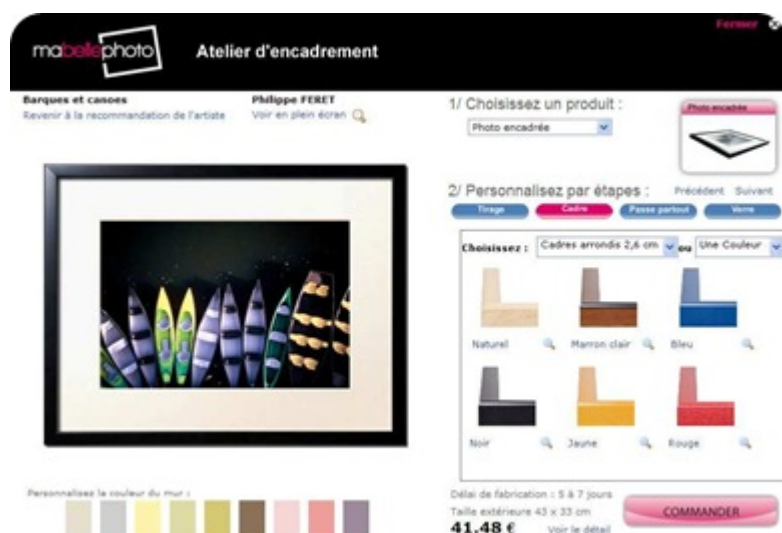 Fermer
mabellephoto
Atelier d'encadrement
Barques et canoes
Philippe FERET
Revenir à la recommandation de l'artiste
Voir en plein écran
1/ Choisissez un produit :
Photo encadrée
Photo encadrée
2/ Personnalisez par étapes :
Précédent
Suivant
Tirage
Cadre
Passe partout
Verre
Choisissez :
Cadres arrondis 2,6 cm
ou
Une Couleur
Naturel
Marron clair
Bleu
Noir
Jaune
Rouge
Personnalisez la couleur du mur :
Délai de fabrication : 5 à 7 jours
Taille extérieure 43 x 33 cm
41.48 €
Voir le détail
COMMANDER